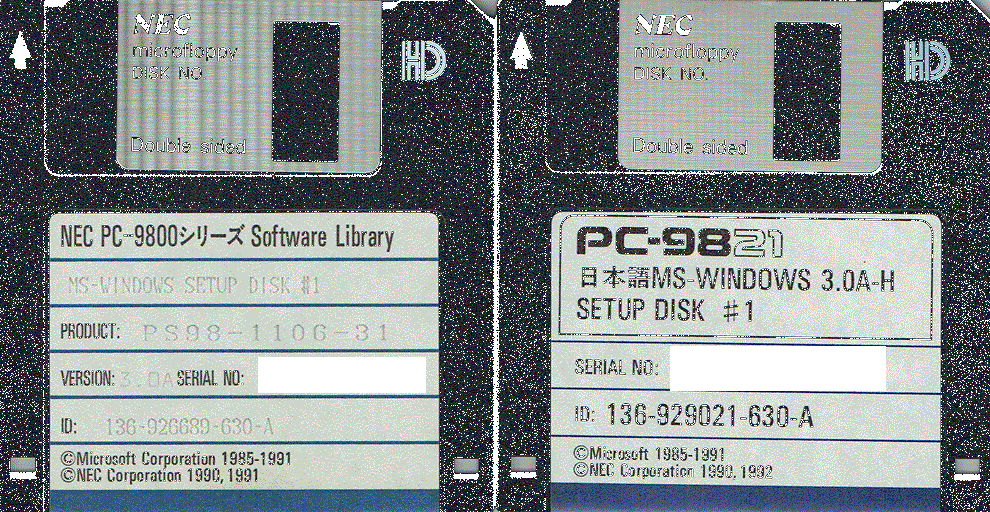 NEC
microfloppy
DISK NO.
HD
Double sided
NEC PC-9800シリーズ Software Library
MS-WINDOWS SETUP DISK #1
PRODUCT: PS98-1106-31
VERSION: 3.0A SERIAL NO:
ID: 136-926689-630-A
©Microsoft Corporation 1985-1991
©NEC Corporation 1990,1991
NEC
microfloppy
DISK NO.
HD
Double sided
PC-9821
日本語MS-WINDOWS 3.0A-H
SETUP DISK #1
SERIAL NO:
ID: 136-929021-630-A
©Microsoft 1985-1991
©NEC Corporation 1990, 1992